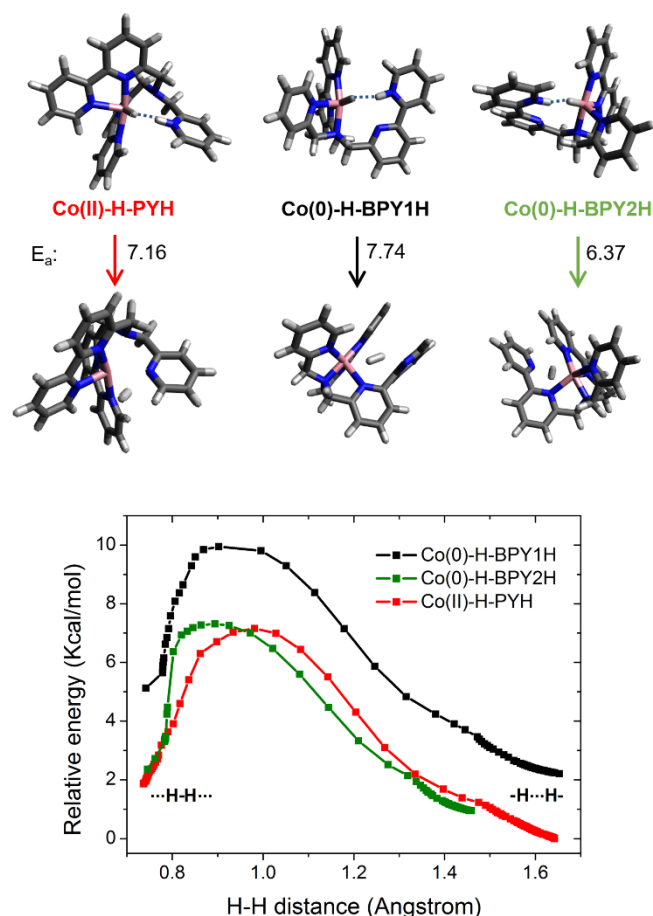 Co(II)-H-PYH Co(0)-H-BPY1H Co(0)-H-BPY2H
Eₐ: 7.16 7.74 6.37
Relative energy (Kcal/mol)
10
8
6
4
2
0
Co(0)-H-BPY1H
Co(0)-H-BPY2H
Co(II)-H-PYH
···H-H··· -H···H-
0.8 1.0 1.2 1.4 1.6
H-H distance (Angstrom)